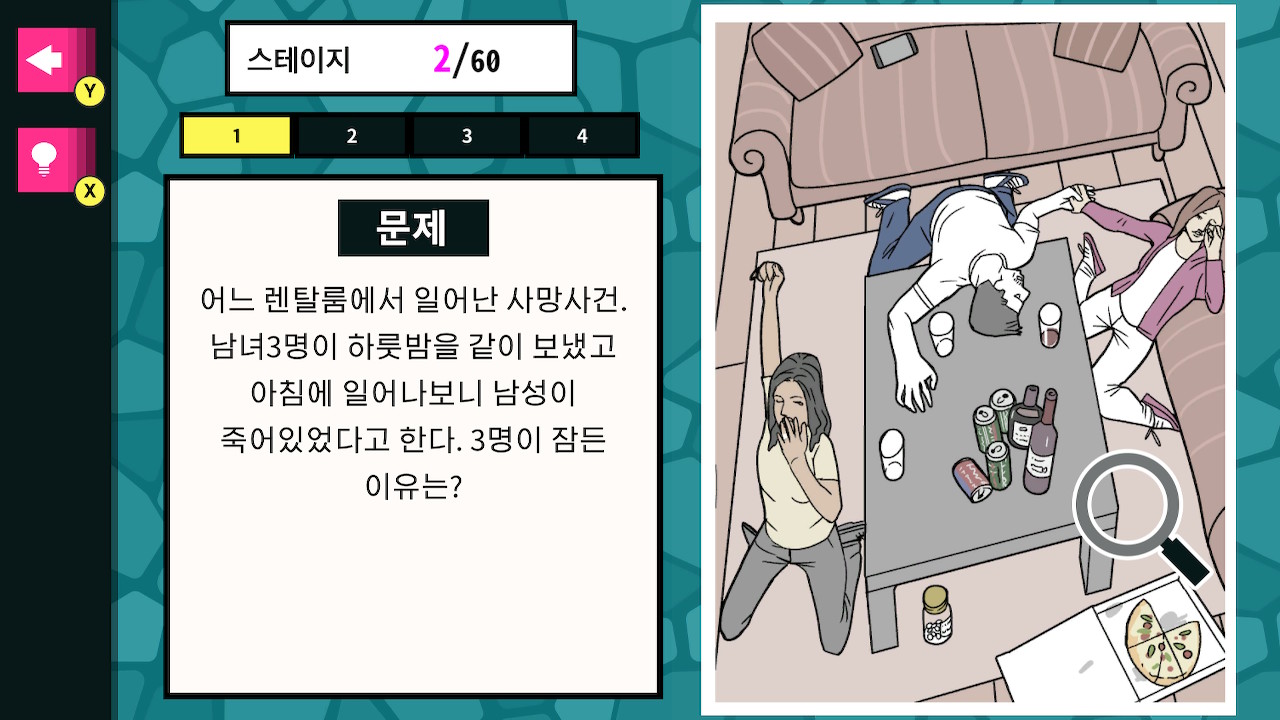 Y
X
스테이지 2/60
1 2 3 4
문제
어느 렌탈룸에서 일어난 사망사건.
남녀3명이 하룻밤을 같이 보냈고
아침에 일어나보니 남성이
죽어있었다고 한다. 3명이 잠든
이유는?